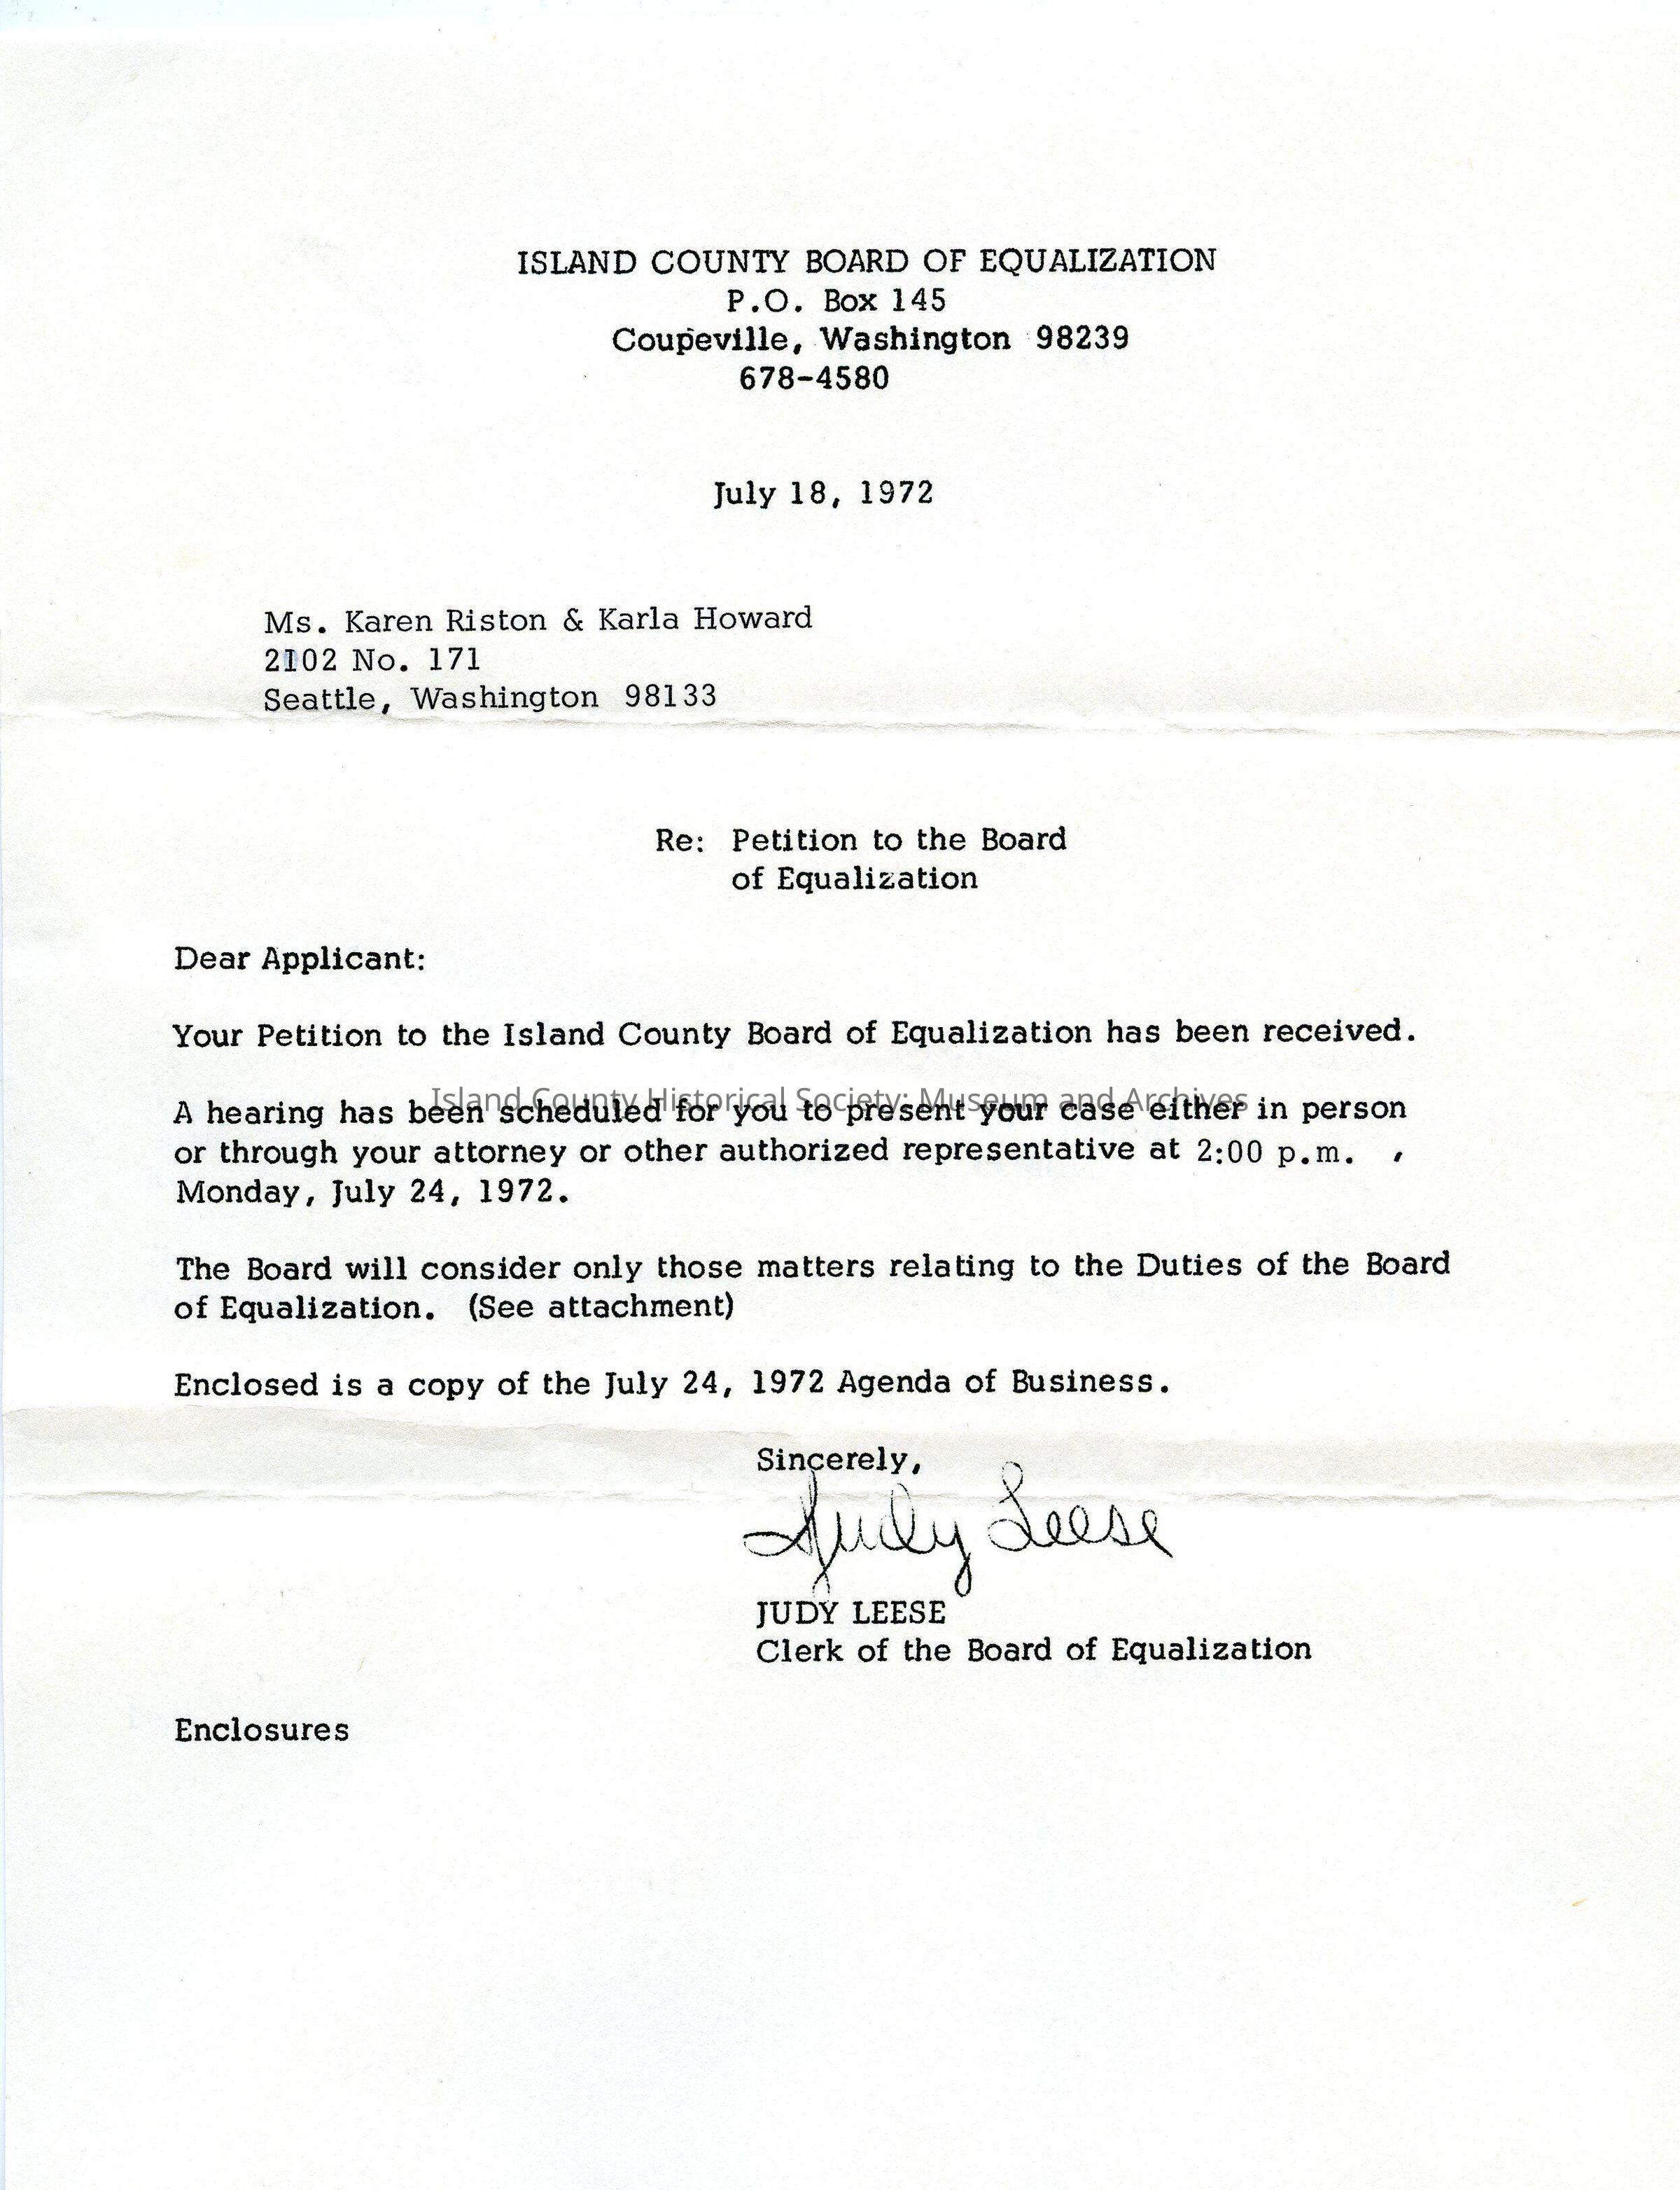 ISLAND COUNTY BOARD OF EQUALIZATION
P.O. Box 145
Coupeville, Washington 98239
678-4580
July 18, 1972
Ms. Karen Riston & Karla Howard
2102 No. 171
Seattle, Washington 98133
Re: Petition to the Board
of Equalization
Dear Applicant:
Your Petition to the Island County Board of Equalization has been received.
Island County Historical Society: Museum and Archives
A hearing has been scheduled for you to present your case either in person
or through your attorney or other authorized representative at 2:00 p.m. ,
Monday, July 24, 1972.
The Board will consider only those matters relating to the Duties of the Board
of Equalization. (See attachment)
Enclosed is a copy of the July 24, 1972 Agenda of Business.
Sincerely,
Judy Leese
JUDY LEESE
Clerk of the Board of Equalization
Enclosures